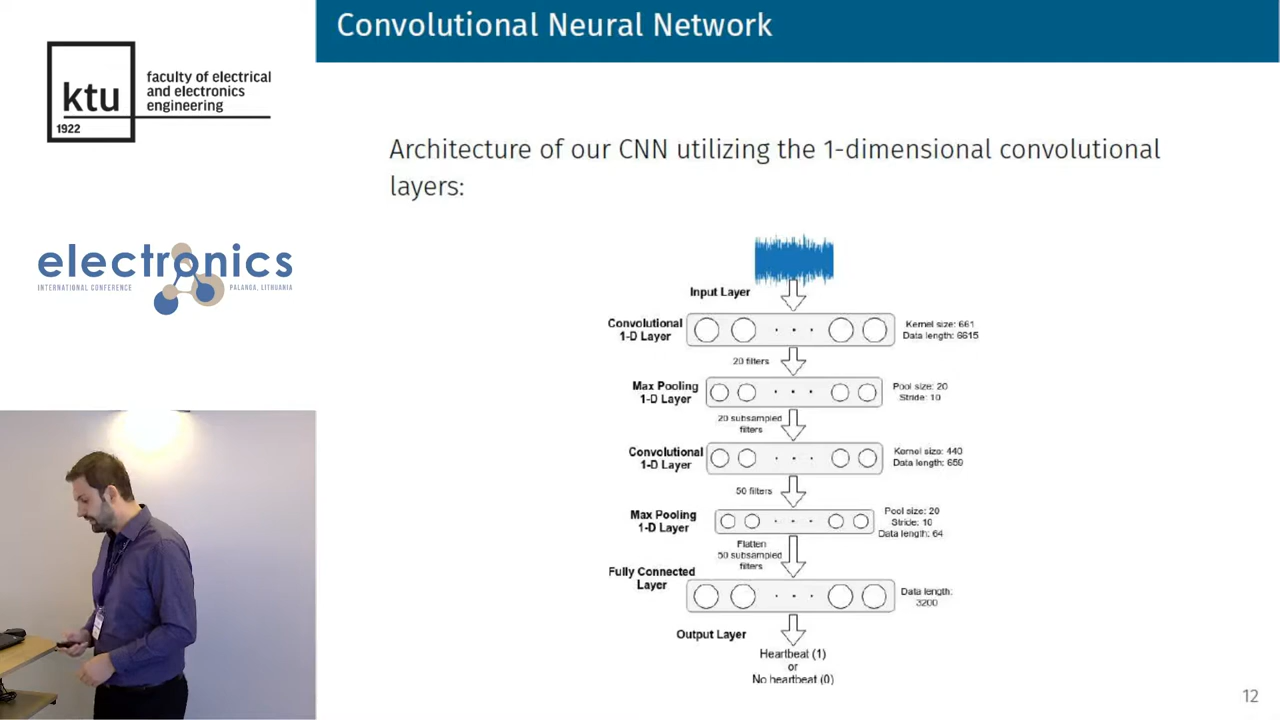 Convolutional Neural Network
ktu
1922
faculty of electrical
and electronics
engineering
electronics
INTERNATIONAL CONFERENCE
PALANGA, LITHUANIA
Architecture of our CNN utilizing the 1-dimensional convolutional
layers:
Input Layer
Convolutional
1-D Layer
Kernel size: 661
Data length: 6615
20 filters
Max Pooling
1-D Layer
Pool size: 20
Stride: 10
20 subsampled
filters
Convolutional
1-D Layer
Kernel size: 440
Data length: 659
50 filters
Max Pooling
1-D Layer
Pool size: 20
Stride: 10
Data length: 64
Flatten
50 subsampled
filters
Fully Connected
Layer
Data length:
3200
Output Layer
Heartbeat (1)
or
No heartbeat (0)
12